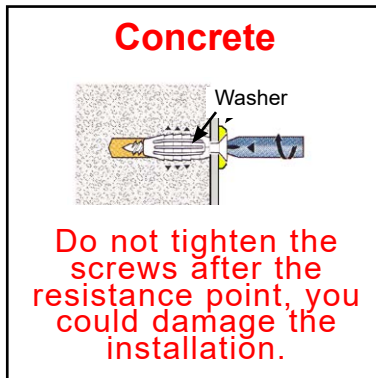 Concrete
Washer
Do not tighten the
screws after the
resistance point, you
could damage the
installation.